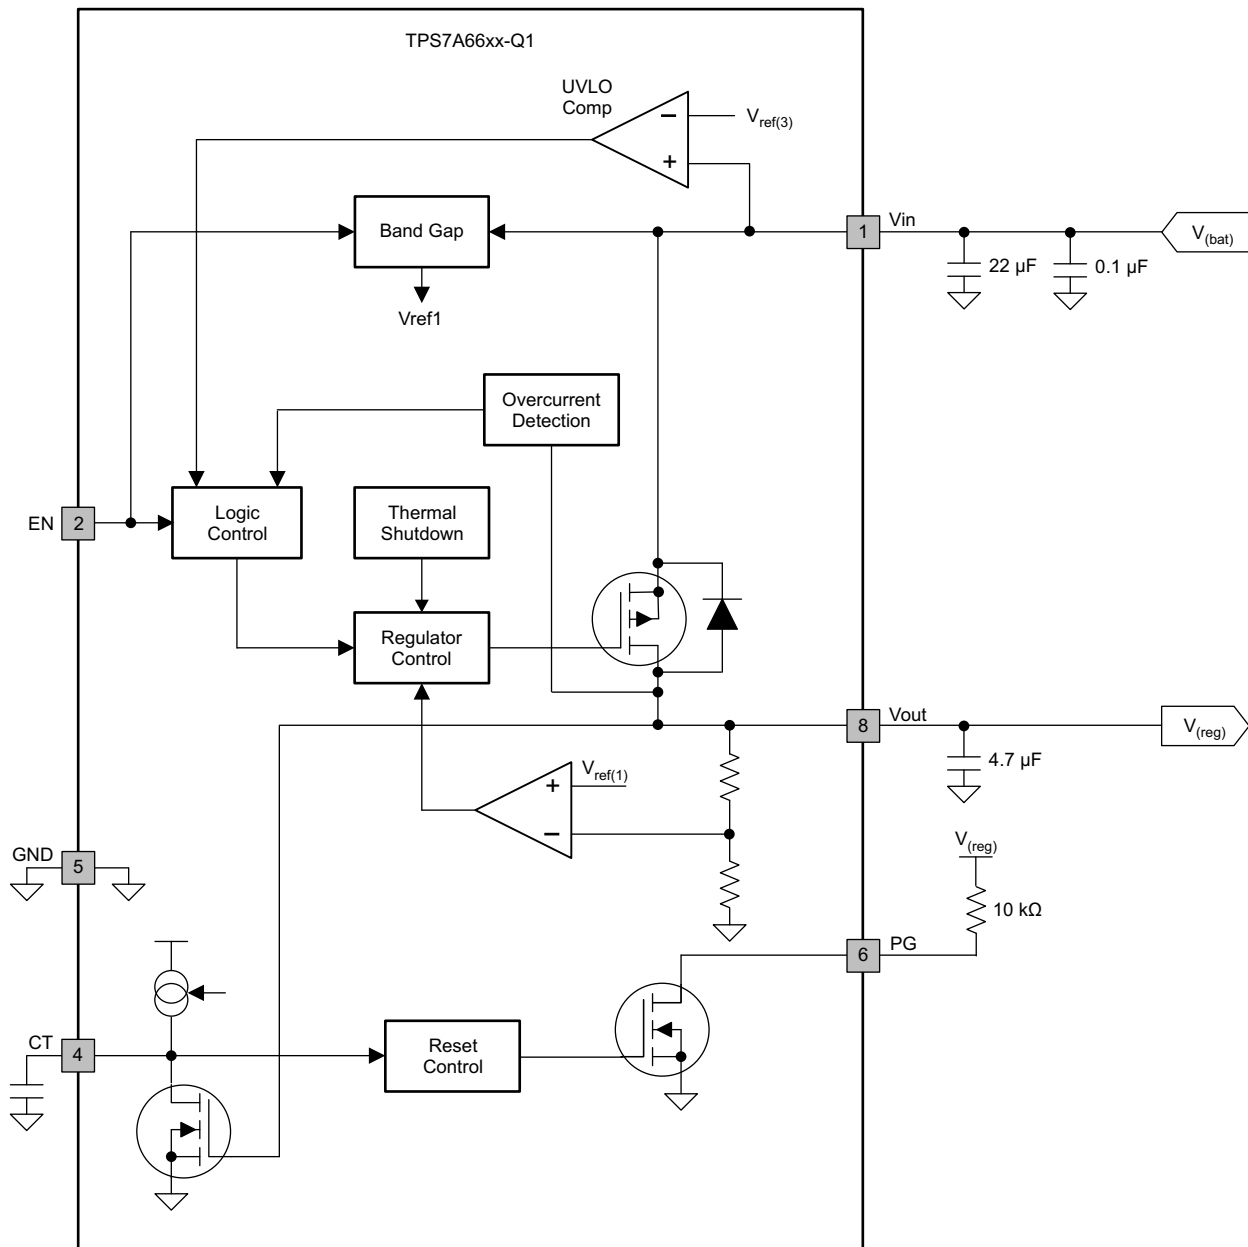 TPS7A66xx-Q1
UVLO
Comp
−
V_ref(3)
+
Band Gap
Vref1
1
Vin
V_(bat)
22 µF
0.1 µF
Overcurrent
Detection
EN
2
Logic
Control
Thermal
Shutdown
Regulator
Control
8
Vout
V_(reg)
4.7 µF
+
V_ref(1)
−
GND
5
V_(reg)
10 kΩ
6
PG
CT
4
Reset
Control